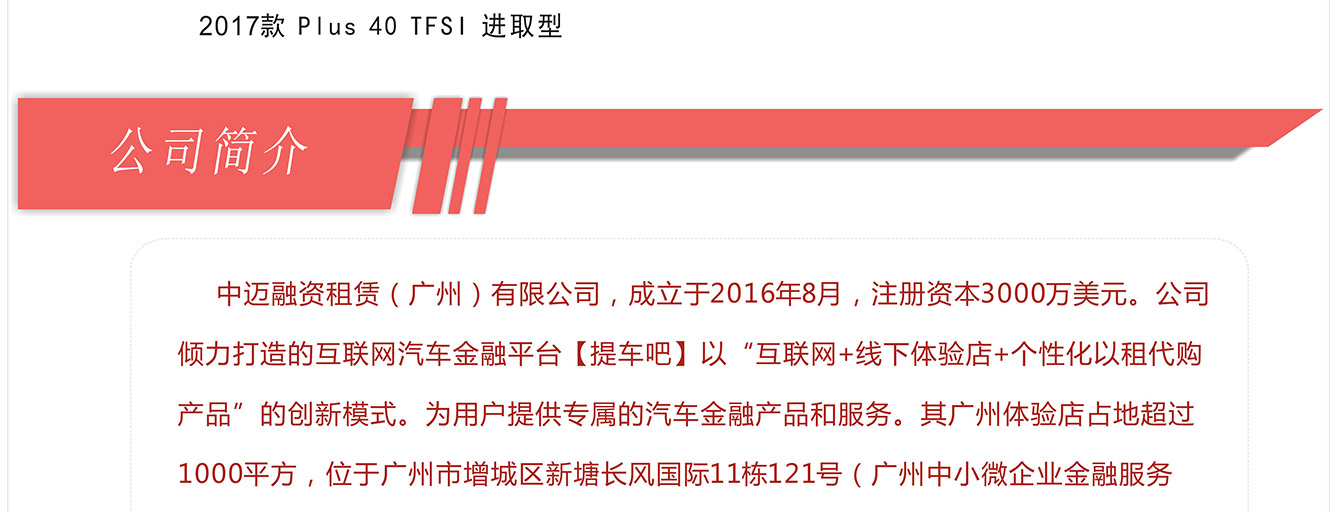 2017款 Plus 40 TFSI 进取型
公司简介
中迈融资租赁（广州）有限公司，成立于2016年8月，注册资本3000万美元。公司
倾力打造的互联网汽车金融平台【提车吧】以“互联网+线下体验店+个性化以租代购
产品”的创新模式。为用户提供专属的汽车金融产品和服务。其广州体验店占地超过
1000平方，位于广州市增城区新塘长风国际11栋121号（广州中小微企业金融服务